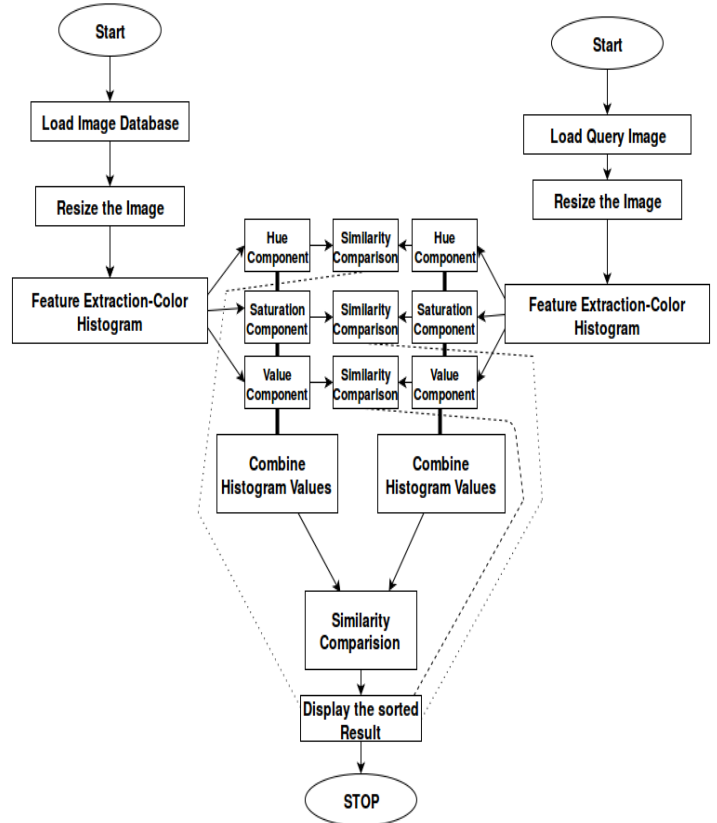 Start
Load Image Database
Resize the Image
Feature Extraction-Color
Histogram
Start
Load Query Image
Resize the Image
Feature Extraction-Color
Histogram
Hue
Component
Similarity
Comparison
Hue
Component
Saturation
Component
Similarity
Comparison
Saturation
Component
Value
Component
Similarity
Comparison
Value
Component
Combine
Histogram Values
Combine
Histogram Values
Similarity
Comparision
Display the sorted
Result
STOP